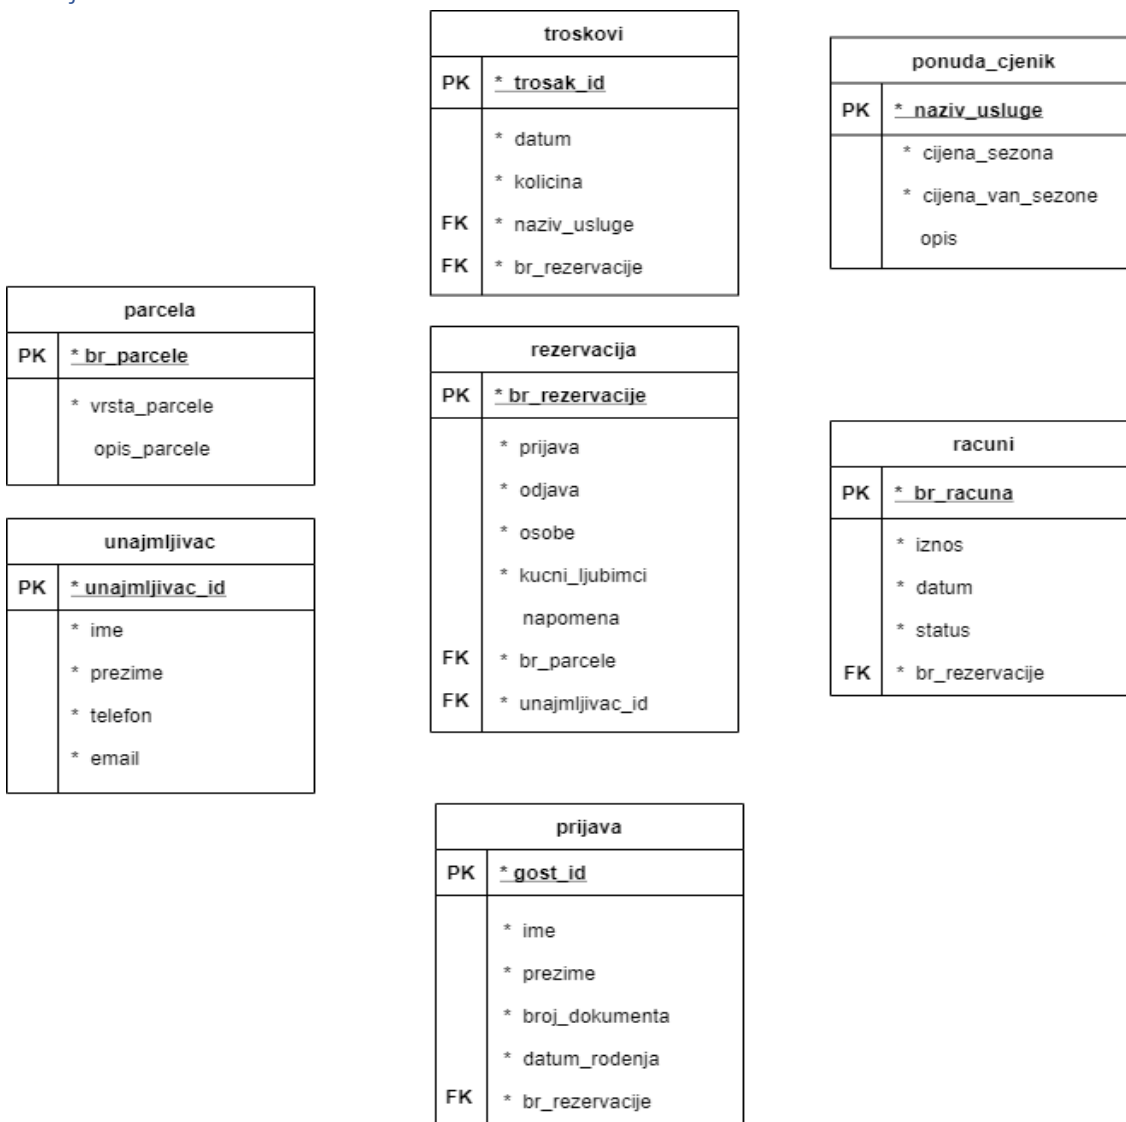 troskovi
PK * trosak_id
* datum
* kolicina
FK * naziv_usluge
FK * br_rezervacije
ponuda_cjenik
PK * naziv_usluge
* cijena_sezona
* cijena_van_sezone
opis
parcela
PK * br_parcele
* vrsta_parcele
opis_parcele
rezervacija
PK * br_rezervacije
* prijava
* odjava
* osobe
* kucni_ljubimci
napomena
FK * br_parcele
FK * unajmljivac_id
racuni
PK * br_racuna
* iznos
* datum
* status
FK * br_rezervacije
unajmljivac
PK * unajmljivac_id
* ime
* prezime
* telefon
* email
prijava
PK * gost_id
* ime
* prezime
* broj_dokumenta
* datum_rodenja
FK * br_rezervacije